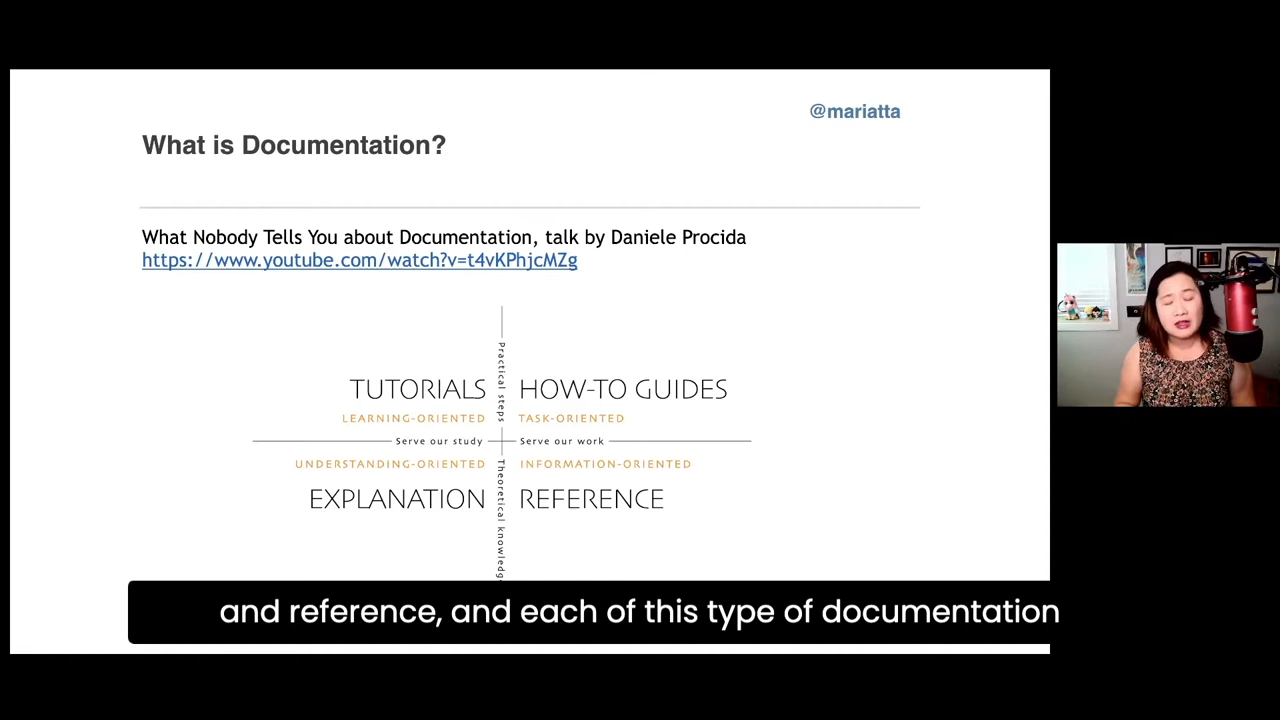 @mariatta
What is Documentation?
What Nobody Tells You about Documentation, talk by Daniele Procida
https://www.youtube.com/watch?v=t4vKPhjcMZg
Practical steps
TUTORIALS
HOW-TO GUIDES
LEARNING-ORIENTED
TASK-ORIENTED
Serve our study
Serve our work
UNDERSTANDING-ORIENTED
INFORMATION-ORIENTED
EXPLANATION
REFERENCE
Theoretical knowledg
and reference, and each of this type of documentation